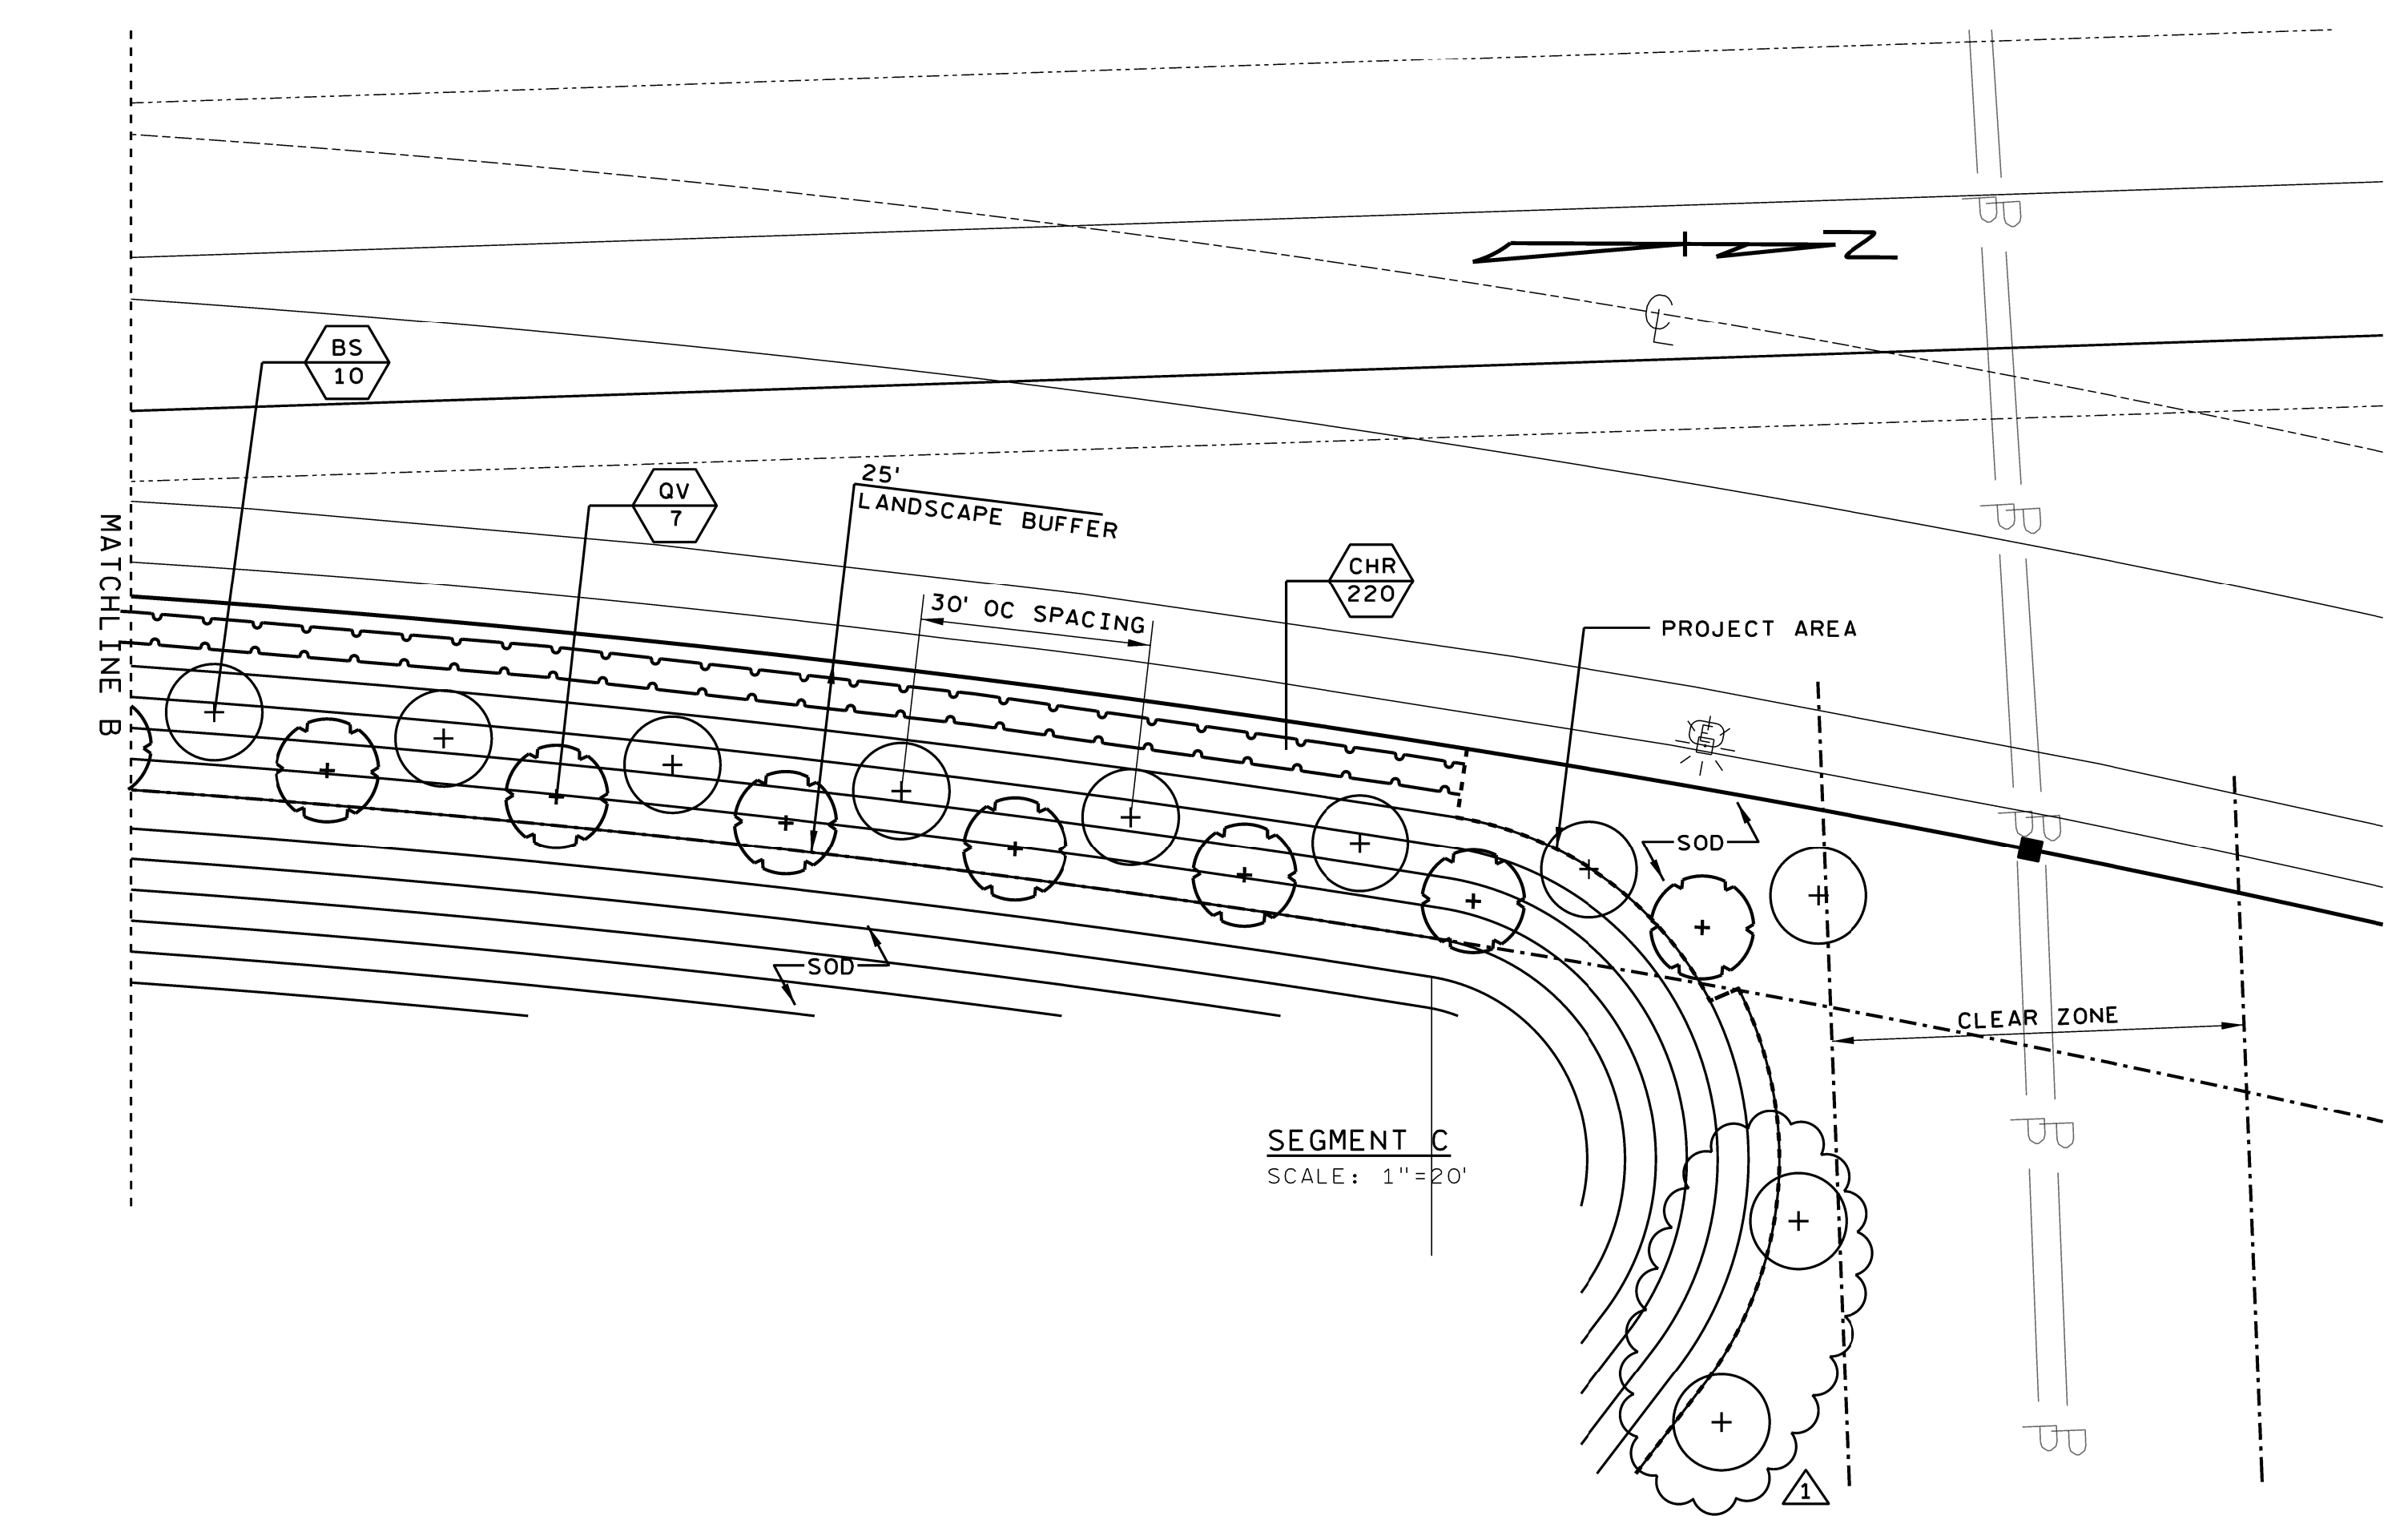 N
CL
BS
10
QV
7
25'
LANDSCAPE BUFFER
CHR
220
30' OC SPACING
PROJECT AREA
MATCHLINE B
E
SOD
SOD
CLEAR ZONE
SEGMENT C
SCALE: 1"=20'
1
P
P
P
P
P
P
P
P
P
P